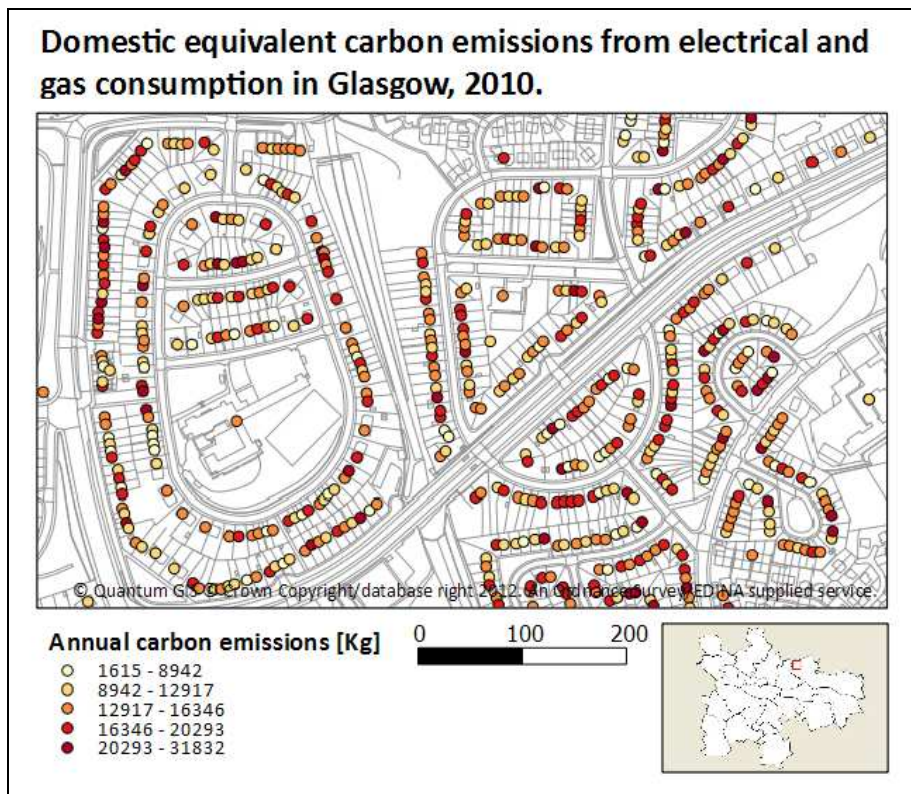 Domestic equivalent carbon emissions from electrical and
gas consumption in Glasgow, 2010.
© Quantum GIS © Crown Copyright/database right 2012. An Ordnance Survey/EDINA supplied service.
Annual carbon emissions [Kg]
1615 - 8942
8942 - 12917
12917 - 16346
16346 - 20293
20293 - 31832
0 100 200